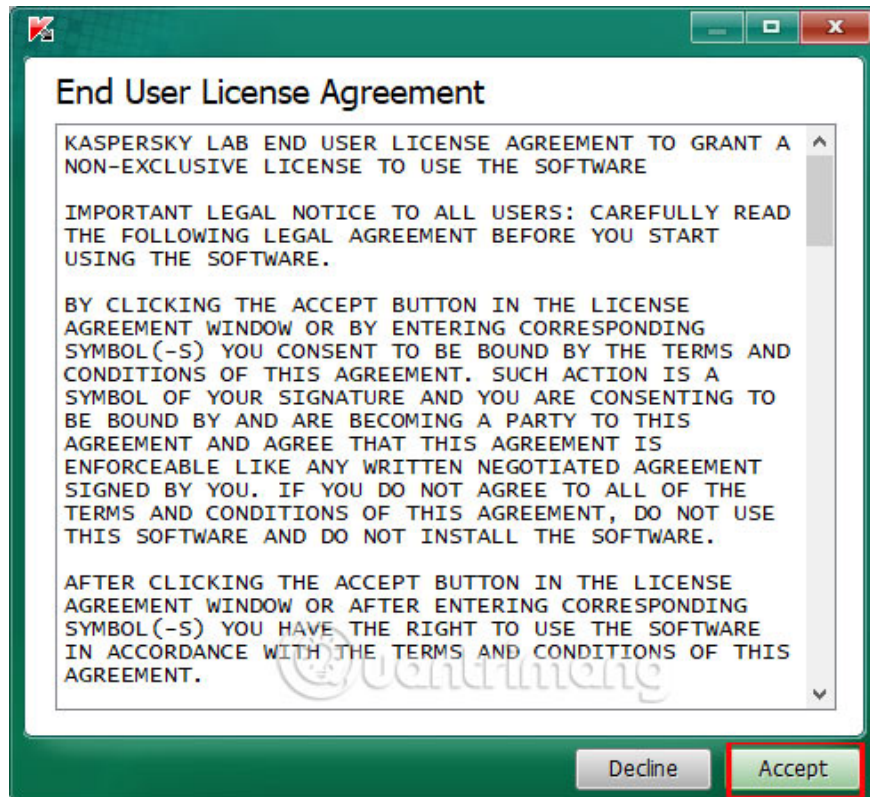 End User License Agreement
KASPERSKY LAB END USER LICENSE AGREEMENT TO GRANT A
NON-EXCLUSIVE LICENSE TO USE THE SOFTWARE
IMPORTANT LEGAL NOTICE TO ALL USERS: CAREFULLY READ
THE FOLLOWING LEGAL AGREEMENT BEFORE YOU START
USING THE SOFTWARE.
BY CLICKING THE ACCEPT BUTTON IN THE LICENSE
AGREEMENT WINDOW OR BY ENTERING CORRESPONDING
SYMBOL(-S) YOU CONSENT TO BE BOUND BY THE TERMS AND
CONDITIONS OF THIS AGREEMENT. SUCH ACTION IS A
SYMBOL OF YOUR SIGNATURE AND YOU ARE CONSENTING TO
BE BOUND BY AND ARE BECOMING A PARTY TO THIS
AGREEMENT AND AGREE THAT THIS AGREEMENT IS
ENFORCEABLE LIKE ANY WRITTEN NEGOTIATED AGREEMENT
SIGNED BY YOU. IF YOU DO NOT AGREE TO ALL OF THE
TERMS AND CONDITIONS OF THIS AGREEMENT, DO NOT USE
THIS SOFTWARE AND DO NOT INSTALL THE SOFTWARE.
AFTER CLICKING THE ACCEPT BUTTON IN THE LICENSE
AGREEMENT WINDOW OR AFTER ENTERING CORRESPONDING
SYMBOL(-S) YOU HAVE THE RIGHT TO USE THE SOFTWARE
IN ACCORDANCE WITH THE TERMS AND CONDITIONS OF THIS
AGREEMENT.
Quantrimang
Decline
Accept